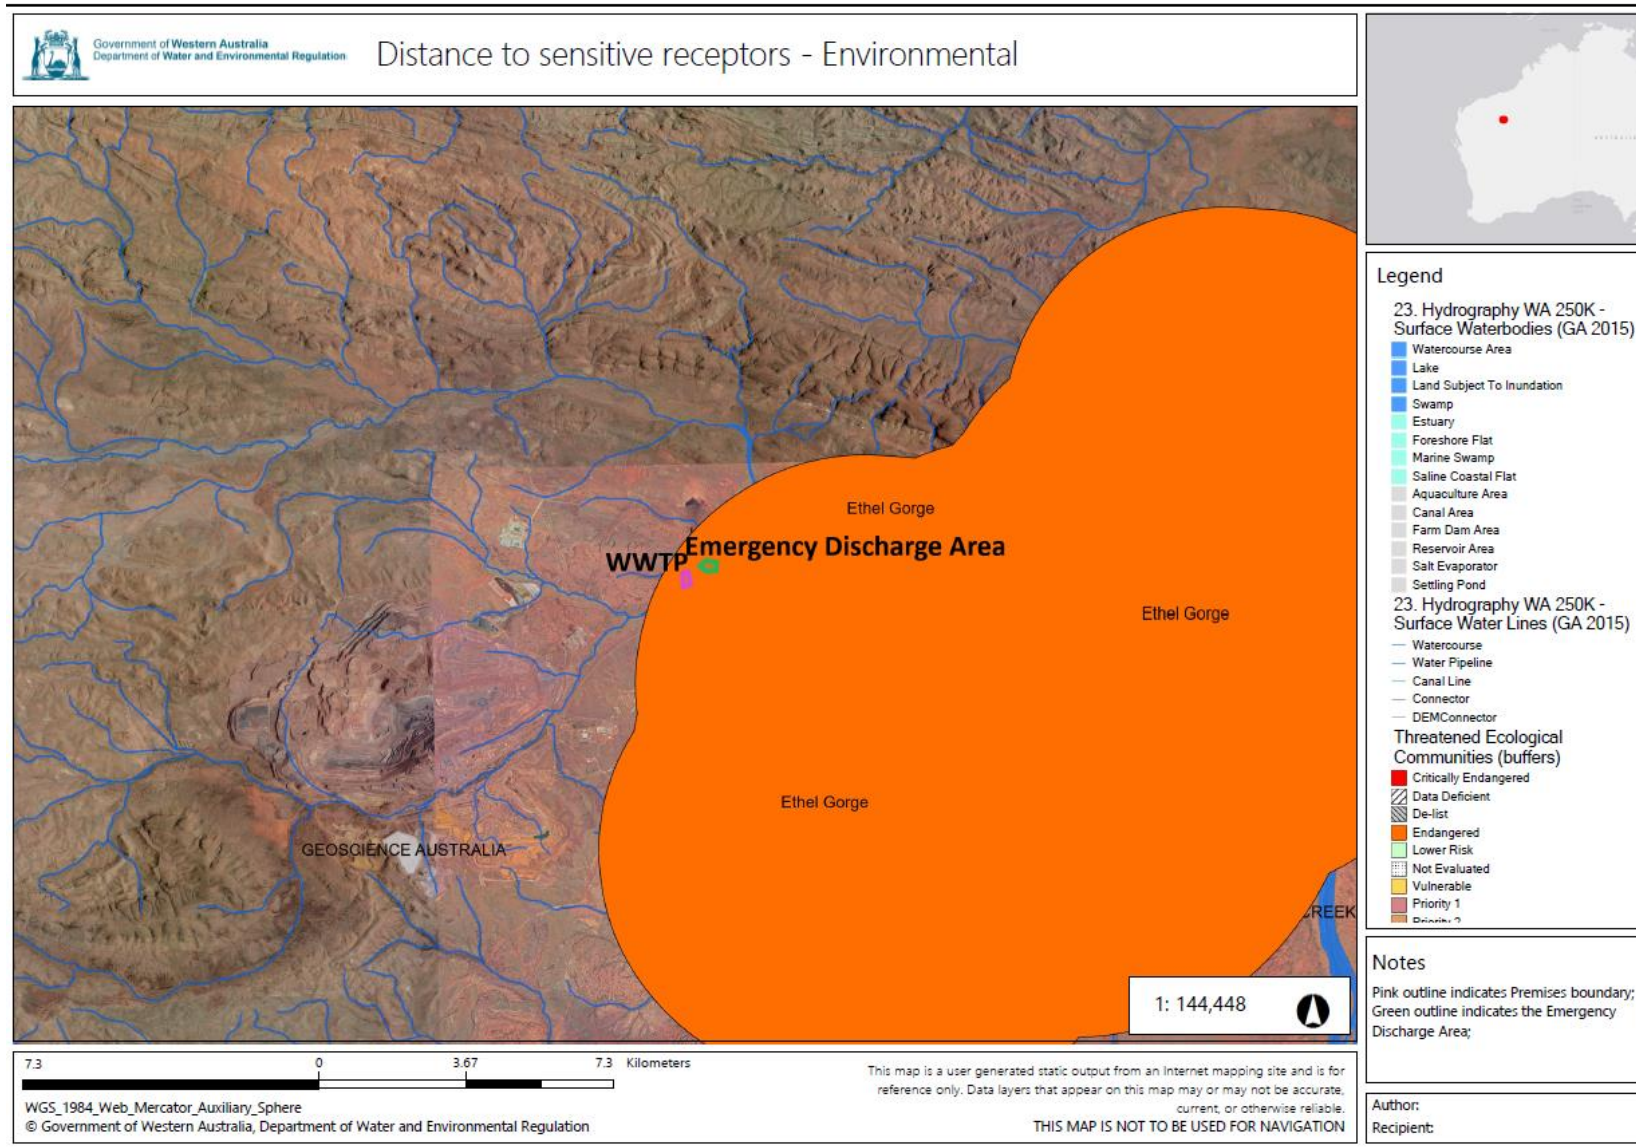 Government of Western Australia
Department of Water and Environmental Regulation
Distance to sensitive receptors - Environmental
Ethel Gorge
Emergency Discharge Area
WWTP
Ethel Gorge
Ethel Gorge
GEOSCIENCE AUSTRALIA
CREEK
1: 144,448
Legend
23. Hydrography WA 250K -
Surface Waterbodies (GA 2015)
Watercourse Area
Lake
Land Subject To Inundation
Swamp
Estuary
Foreshore Flat
Marine Swamp
Saline Coastal Flat
Aquaculture Area
Canal Area
Farm Dam Area
Reservoir Area
Salt Evaporator
Settling Pond
23. Hydrography WA 250K -
Surface Water Lines (GA 2015)
Watercourse
Water Pipeline
Canal Line
Connector
DEMConnector
Threatened Ecological
Communities (buffers)
Critically Endangered
Data Deficient
De-list
Endangered
Lower Risk
Not Evaluated
Vulnerable
Priority 1
Priority 2
Notes
Pink outline indicates Premises boundary;
Green outline indicates the Emergency
Discharge Area;
Author:
Recipient:
7.3 0 3.67 7.3 Kilometers
WGS_1984_Web_Mercator_Auxiliary_Sphere
© Government of Western Australia, Department of Water and Environmental Regulation
This map is a user generated static output from an Internet mapping site and is for
reference only. Data layers that appear on this map may or may not be accurate,
current, or otherwise reliable.
THIS MAP IS NOT TO BE USED FOR NAVIGATION